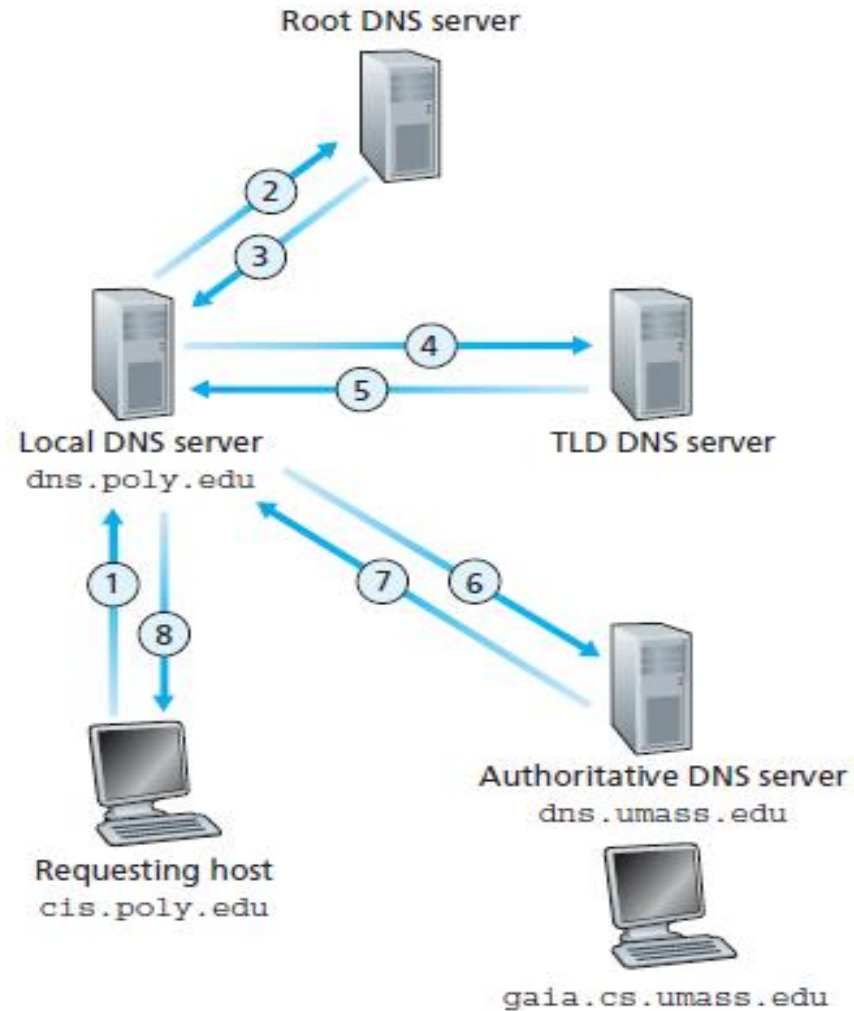 Root DNS server
2
3
4
5
Local DNS server
dns.poly.edu
TLD DNS server
1
8
7
6
Authoritative DNS server
dns.umass.edu
Requesting host
cis.poly.edu
gaia.cs.umass.edu